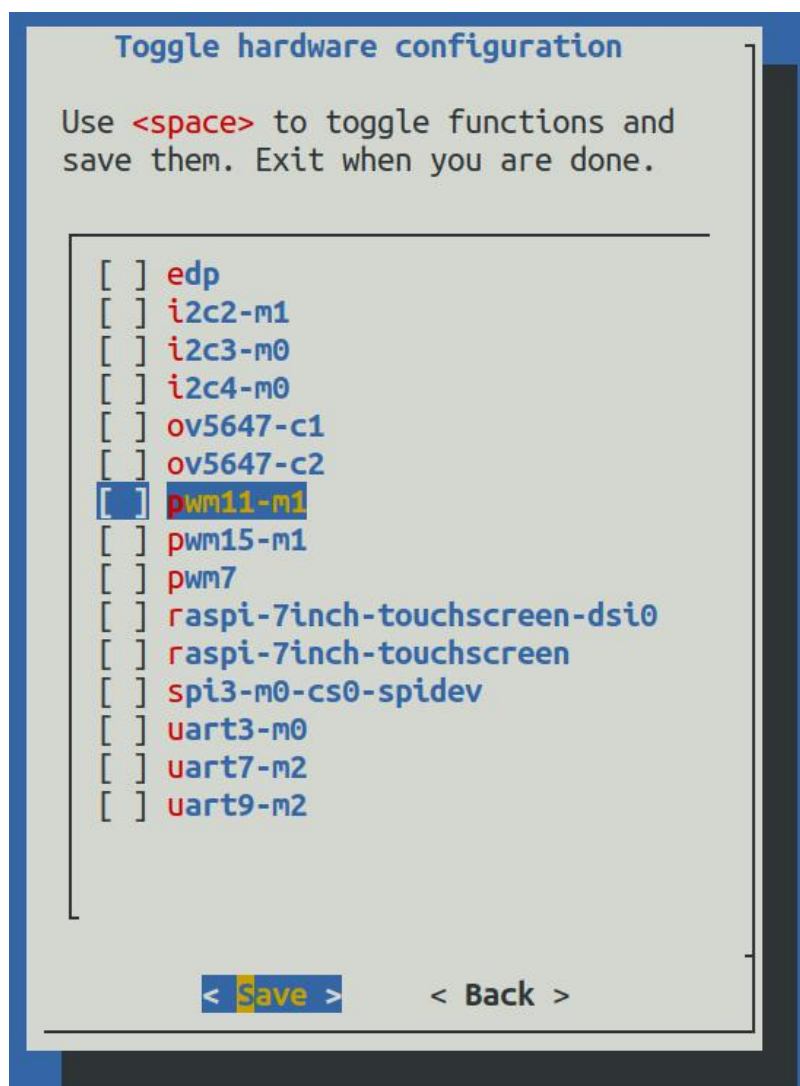 Toggle hardware configuration
Use <space> to toggle functions and
save them. Exit when you are done.
[ ] edp
[ ] i2c2-m1
[ ] i2c3-m0
[ ] i2c4-m0
[ ] ov5647-c1
[ ] ov5647-c2
[ ] pwm11-m1
[ ] pwm15-m1
[ ] pwm7
[ ] raspi-7inch-touchscreen-dsi0
[ ] raspi-7inch-touchscreen
[ ] spi3-m0-cs0-spidev
[ ] uart3-m0
[ ] uart7-m2
[ ] uart9-m2
< Save > < Back >